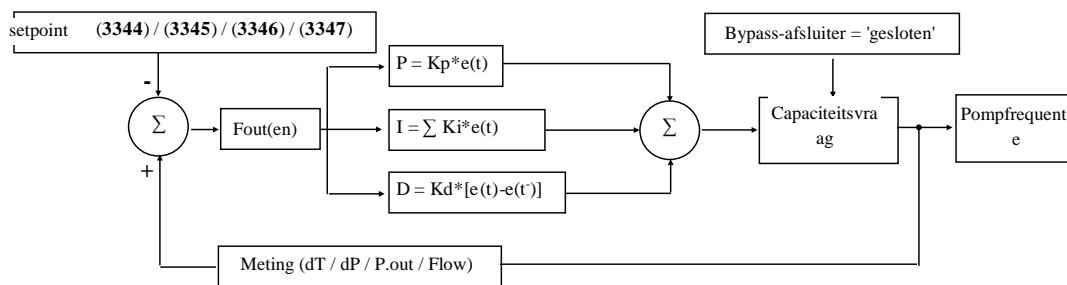 setpoint (3344) / (3345) / (3346) / (3347)
Bypass-afsluiter = 'gesloten'
P = Kp*e(t)
-
∑
Fout(en)
I = ∑ Ki*e(t)
∑
Capaciteitsvra
ag
Pompfrequent
e
+
D = Kd*[e(t)-e(t-)]
Meting (dT / dP / P.out / Flow)